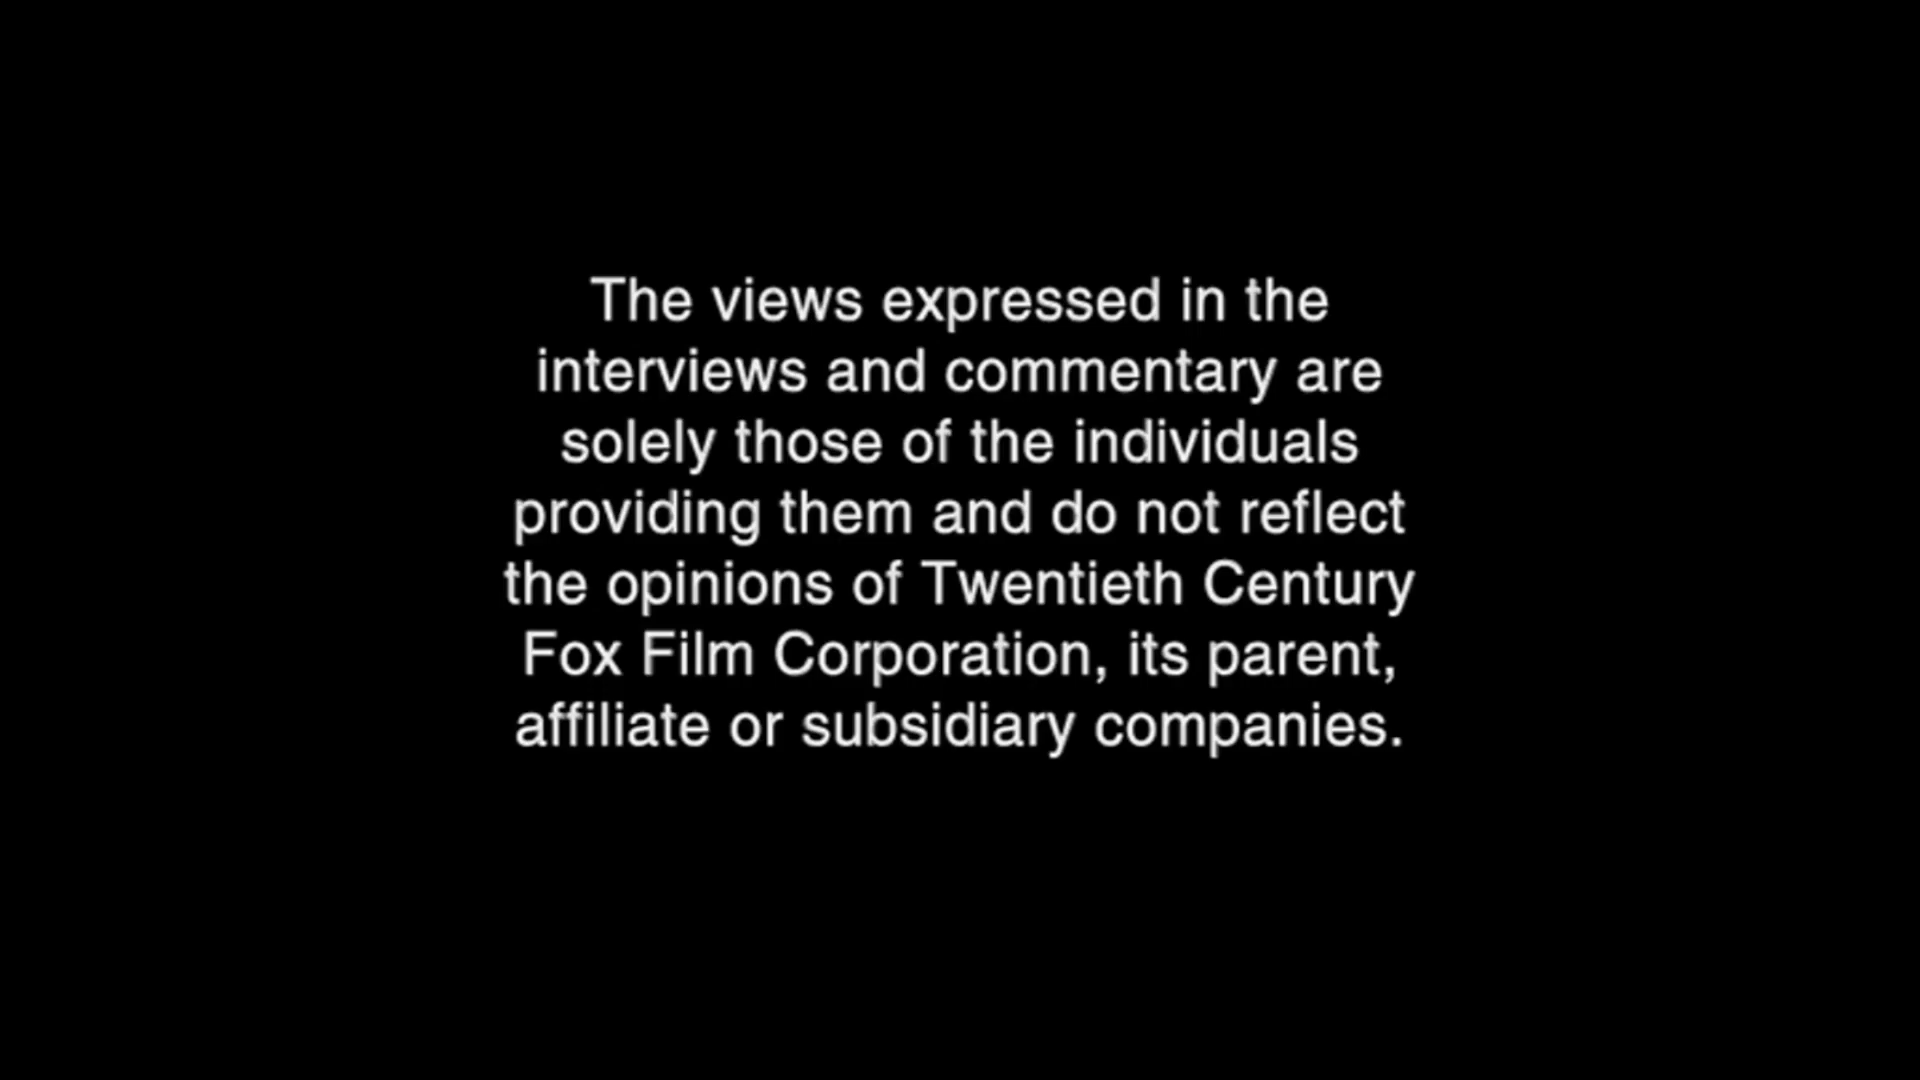 The views expressed in the
interviews and commentary are
solely those of the individuals
providing them and do not reflect
the opinions of Twentieth Century
Fox Film Corporation, its parent,
affiliate or subsidiary companies.